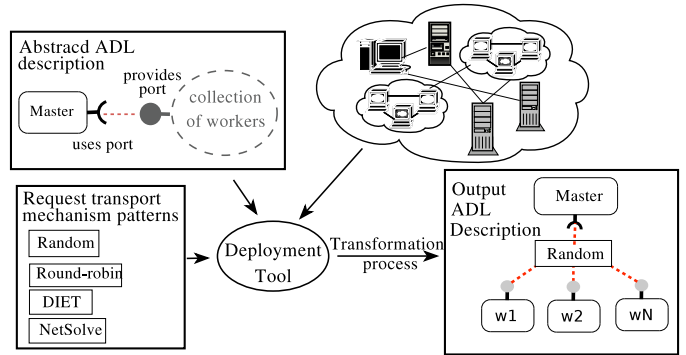 Abstracd ADL
description
provides
port
Master
collection
of workers
uses port
Request transport
mechanism patterns
Random
Round-robin
DIET
NetSolve
Deployment
Tool
Transformation
process
Output
ADL
Description
Master
Random
w1
w2
wN